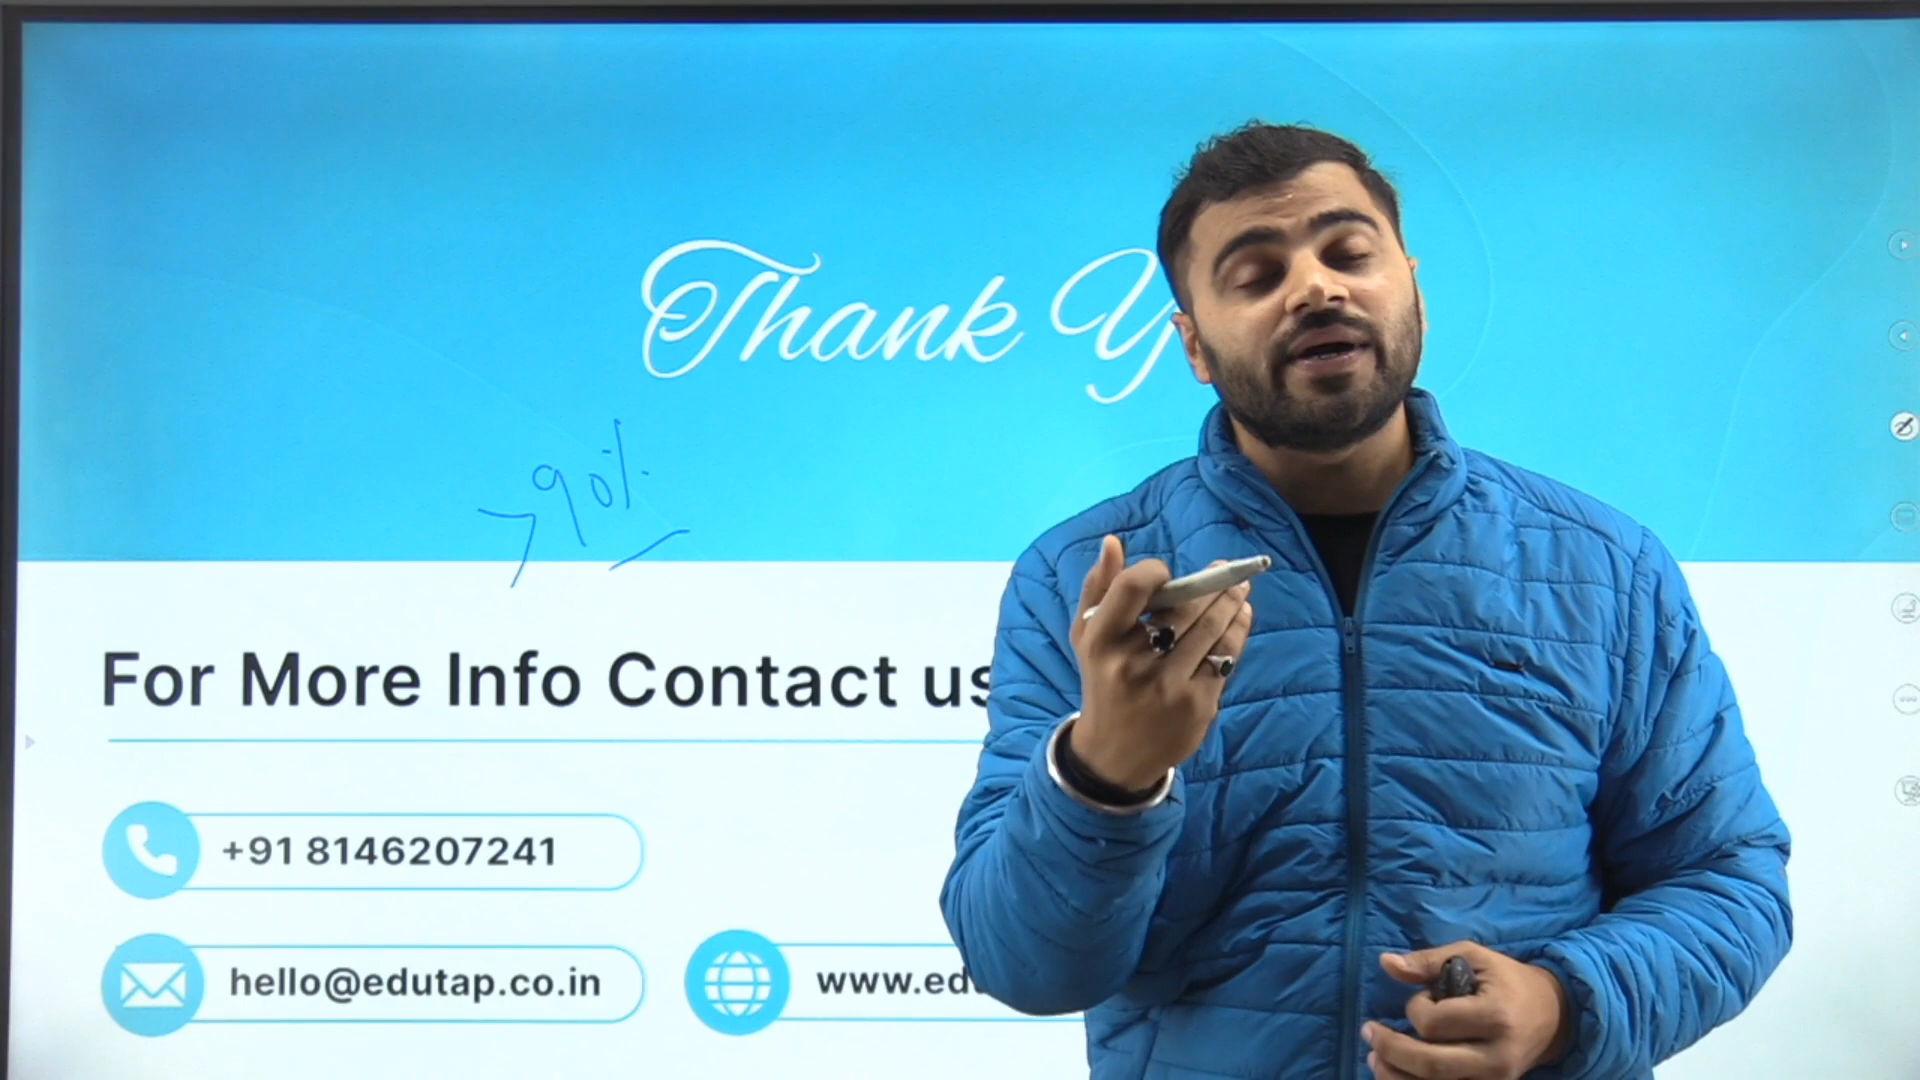 Thank Y
>90%
For More Info Contact us
+91 8146207241
hello@edutap.co.in
www.ed